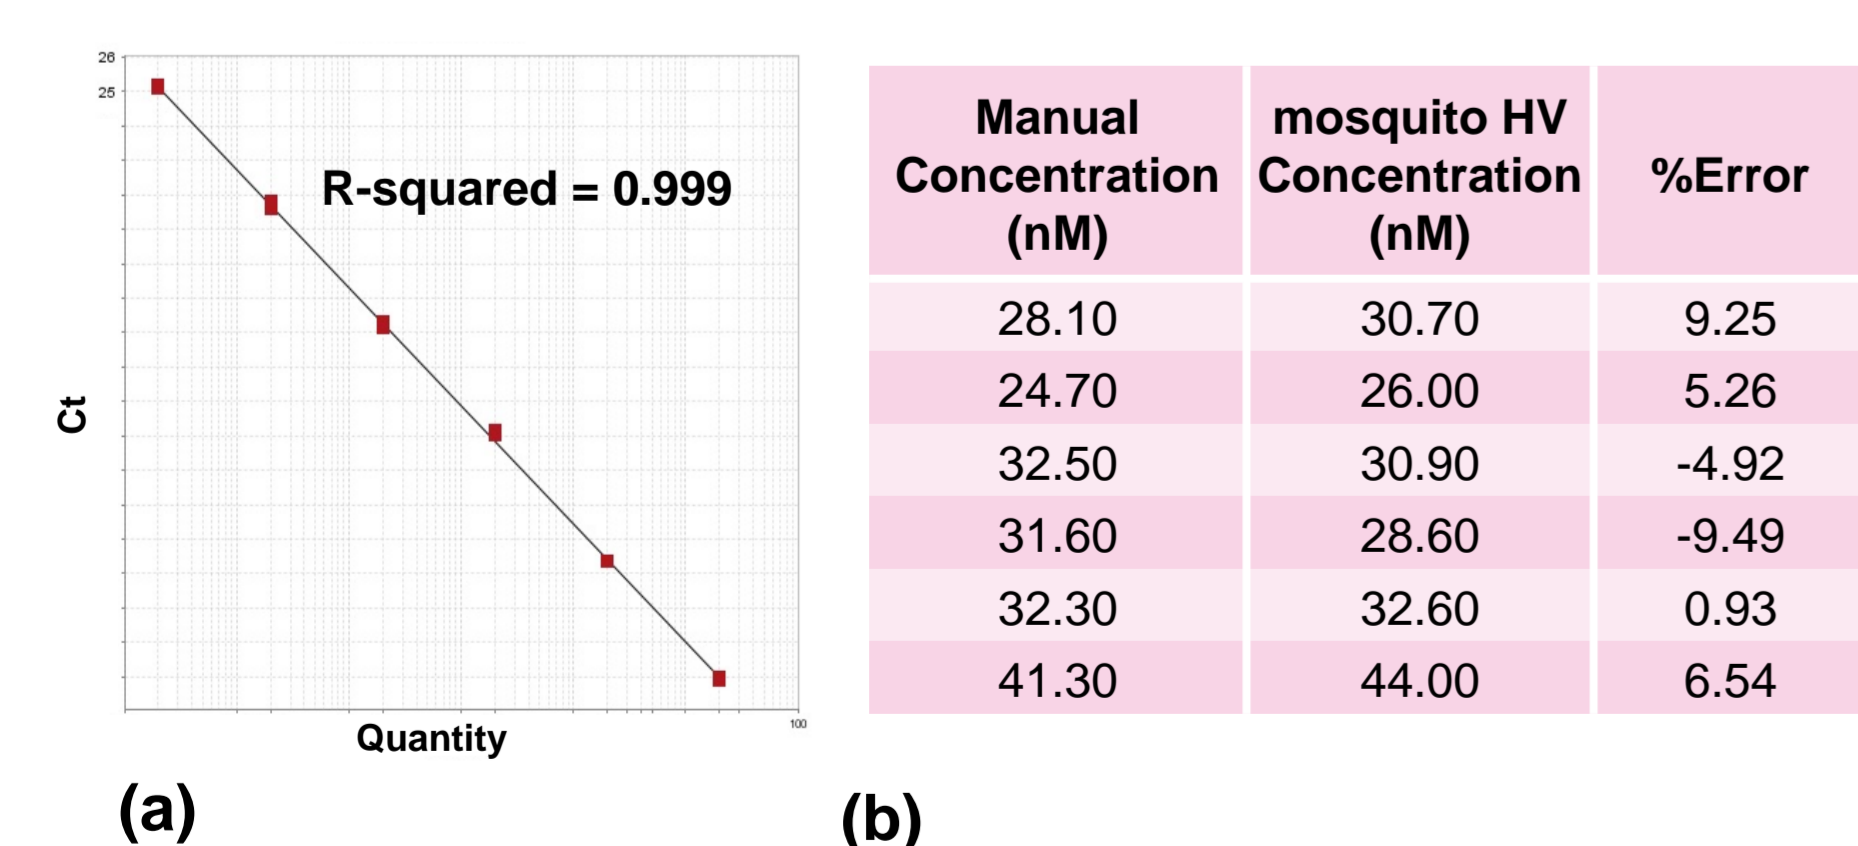 26
25
R-squared = 0.999
Ct
100
Quantity
(a)
Manual Concentration (nM) mosquito HV Concentration (nM) %Error
28.10 30.70 9.25
24.70 26.00 5.26
32.50 30.90 -4.92
31.60 28.60 -9.49
32.30 32.60 0.93
41.30 44.00 6.54
(b)